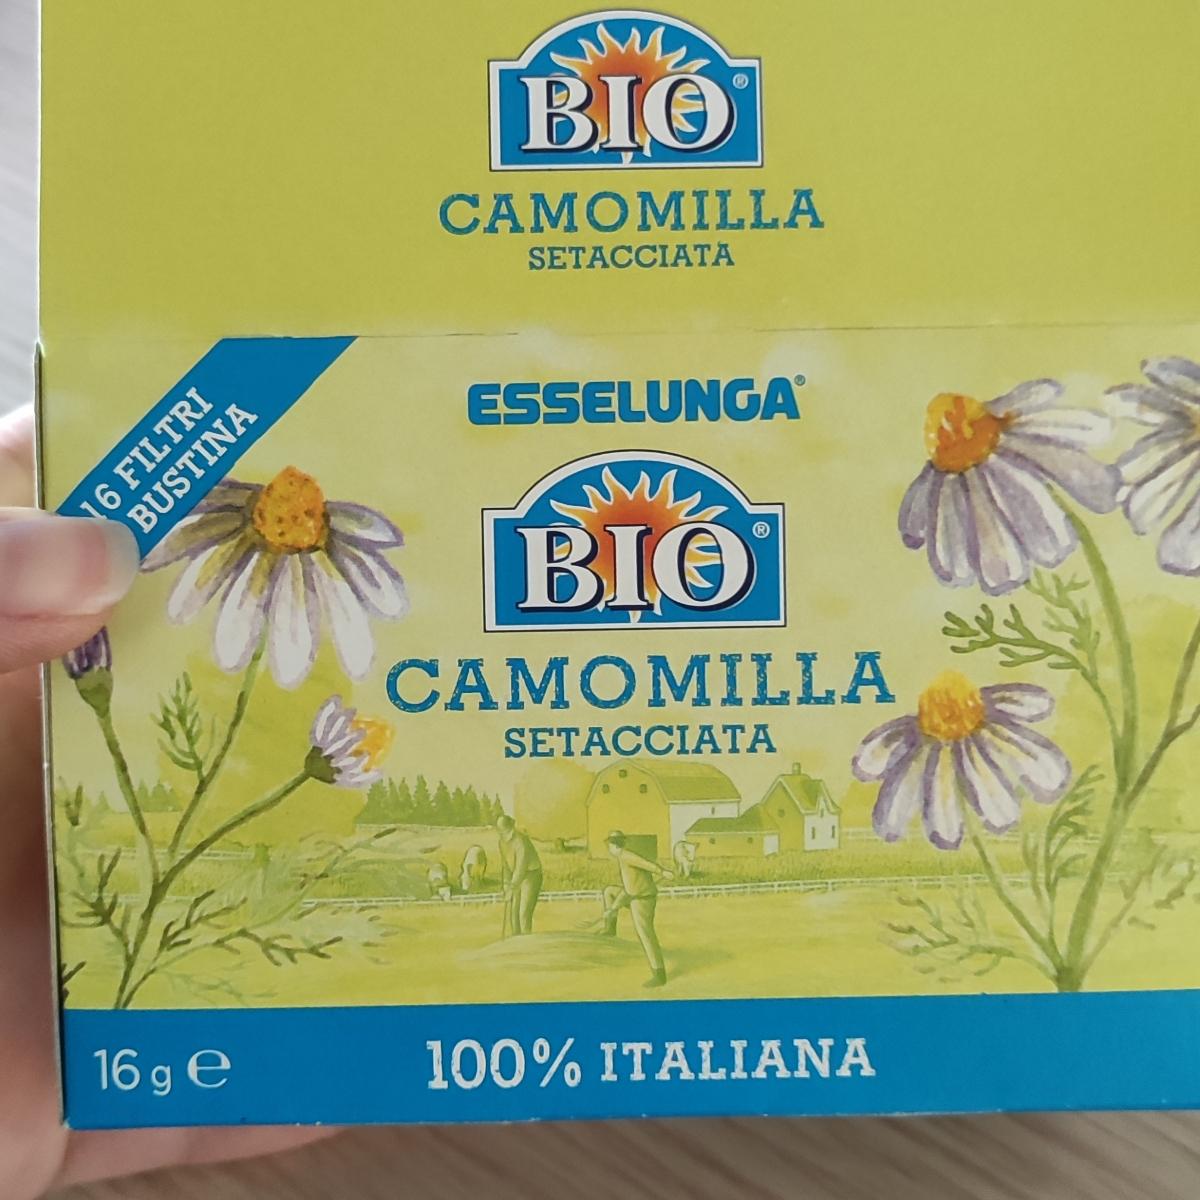 BIO®
CAMOMILLA
SETACCIATA
16 FILTRI
BUSTINA
ESSELUNGA®
BIO®
CAMOMILLA
SETACCIATA
16 g ℮
100% ITALIANA